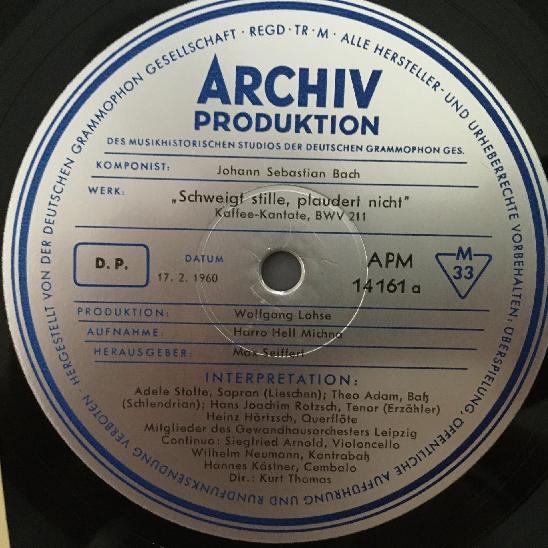 HERGESTELLT VON DER DEUTSCHEN GRAMMOPHON GESELLSCHAFT · REGD · TR · M · ALLE HERSTELLER- UND URHEBERRECHTE VORBEHALTEN; ÜBERSPIELUNG, ÖFFENTLICHE AUFFÜHRUNG UND RUNDFUNKSENDUNG VERBOTEN ·
ARCHIV
PRODUKTION
DES MUSIKHISTORISCHEN STUDIOS DER DEUTSCHEN GRAMMOPHON GES.
KOMPONIST: Johann Sebastian Bach
WERK: „Schweigt stille, plaudert nicht"
Kaffee-Kantate, BWV 211
D. P.
DATUM
17. 2. 1960
APM
14161 a
M
33
PRODUKTION: Wolfgang Lohse
AUFNAHME: Harro Hell Michna
HERAUSGEBER: Max Seiffert
INTERPRETATION:
Adele Stolte, Sopran (Lieschen); Theo Adam, Baß
(Schlendrian); Hans Joachim Rotzsch, Tenor (Erzähler)
Heinz Hörtzsch, Querflöte
Mitglieder des Gewandhausorchesters Leipzig
Continuo: Siegfried Arnold, Violoncello
Wilhelm Neumann, Kontrabaß
Hannes Kästner, Cembalo
Dir.: Kurt Thomas